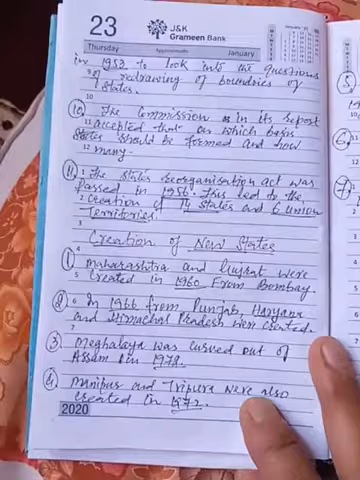 23
J&K
Grameen Bank
Thursday
Appointments
January
in 1953 to look into the questions
of redrawing of boundries of
States.
10 The Commission in its report
accepted that on which basis
States should be formed and how
many.
11 The States reorganisation act was
passed in 1956. This led to the
creation of 14 States and 6 union
territories.
Creation of New States
1 Maharashtra and Gujrat were
Created in 1960 From Bombay.
2 In 1966 from Punjab, Haryana
and Himachal Pradesh were created.
3 Meghalaya was curved out of
Assam in 1972.
4 Manipur and Tripura were also
created in 1972.
2020